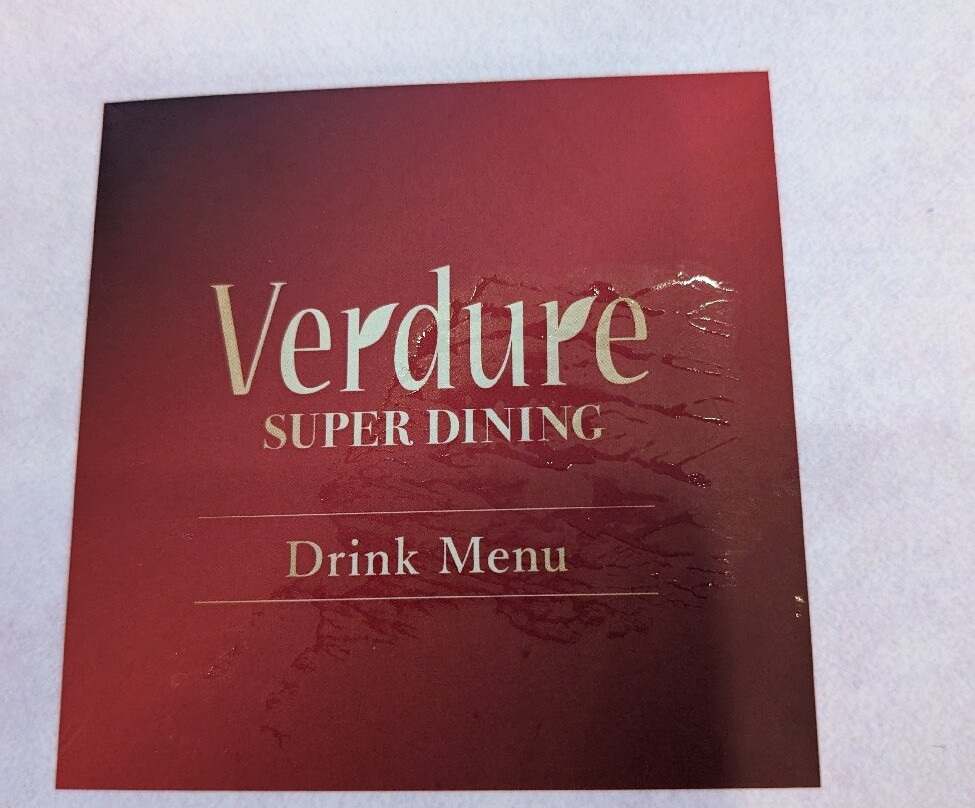 Verdure
SUPER DINING
Drink Menu